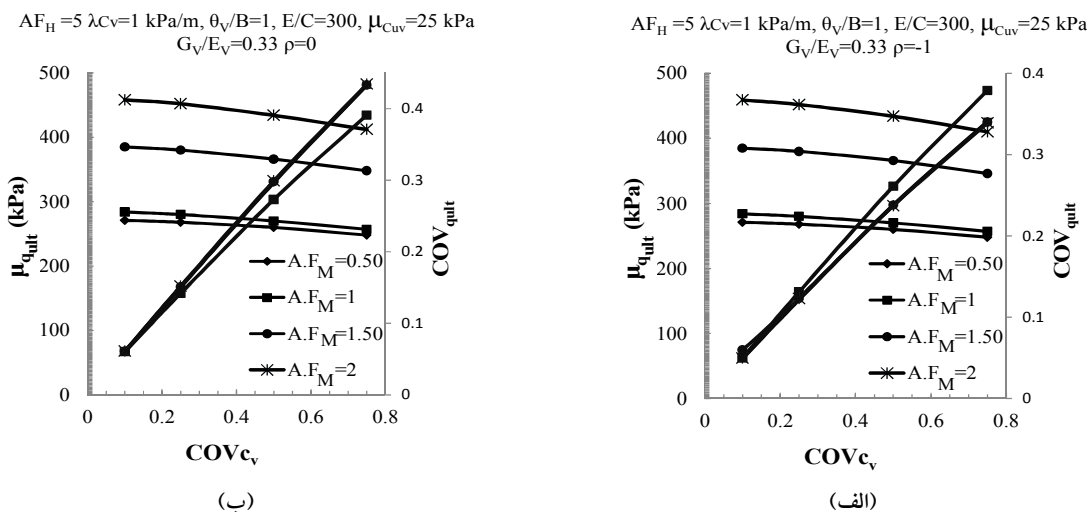 AF_H =5 λCv=1 kPa/m, θ_V/B=1, E/C=300, μ_Cuv=25 kPa
G_V/E_V=0.33 ρ=0
500
400
300
200
100
0
μ_qult (kPa)
0.4
0.3
0.2
0.1
0
COV_qult
A.F_M=0.50
A.F_M=1
A.F_M=1.50
A.F_M=2
0 0.2 0.4 0.6 0.8
COVc_v
(ب)
AF_H =5 λCv=1 kPa/m, θ_V/B=1, E/C=300, μ_Cuv=25 kPa
G_V/E_V=0.33 ρ=-1
500
400
300
200
100
0
μ_qult (kPa)
0.4
0.3
0.2
0.1
0
COV_qult
A.F_M=0.50
A.F_M=1
A.F_M=1.50
A.F_M=2
0 0.2 0.4 0.6 0.8
COVc_v
(الف)